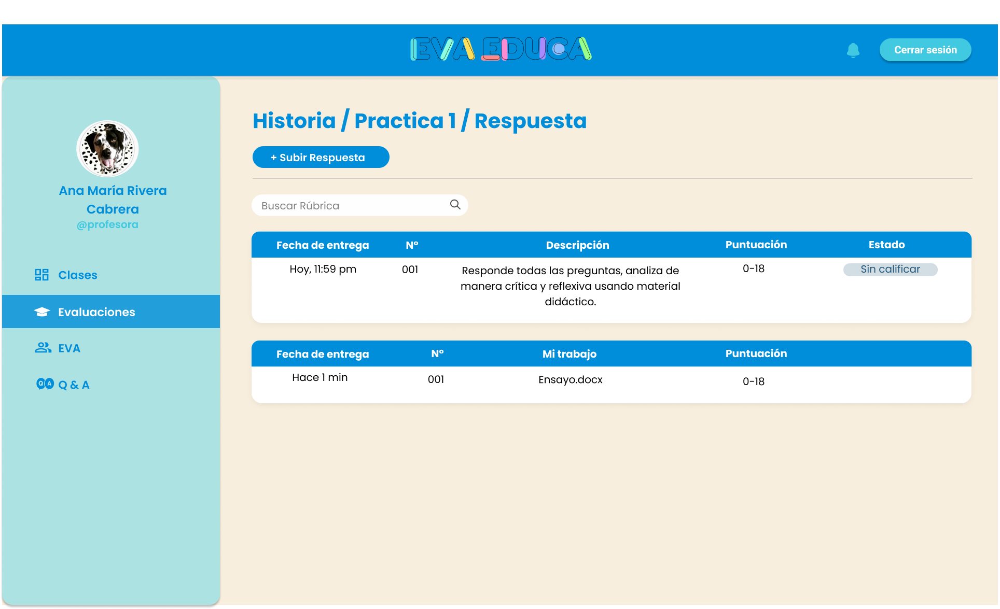 EVA EDUCA
Cerrar sesión
Ana María Rivera
Cabrera
@profesora
Clases
Evaluaciones
EVA
Q A Q & A
Historia / Practica 1 / Respuesta
+ Subir Respuesta
Buscar Rúbrica
Fecha de entrega N° Descripción Puntuación Estado
Hoy, 11:59 pm 001 Responde todas las preguntas, analiza de 0-18 Sin calificar
manera crítica y reflexiva usando material
didáctico.
Fecha de entrega N° Mi trabajo Puntuación
Hace 1 min 001 Ensayo.docx 0-18